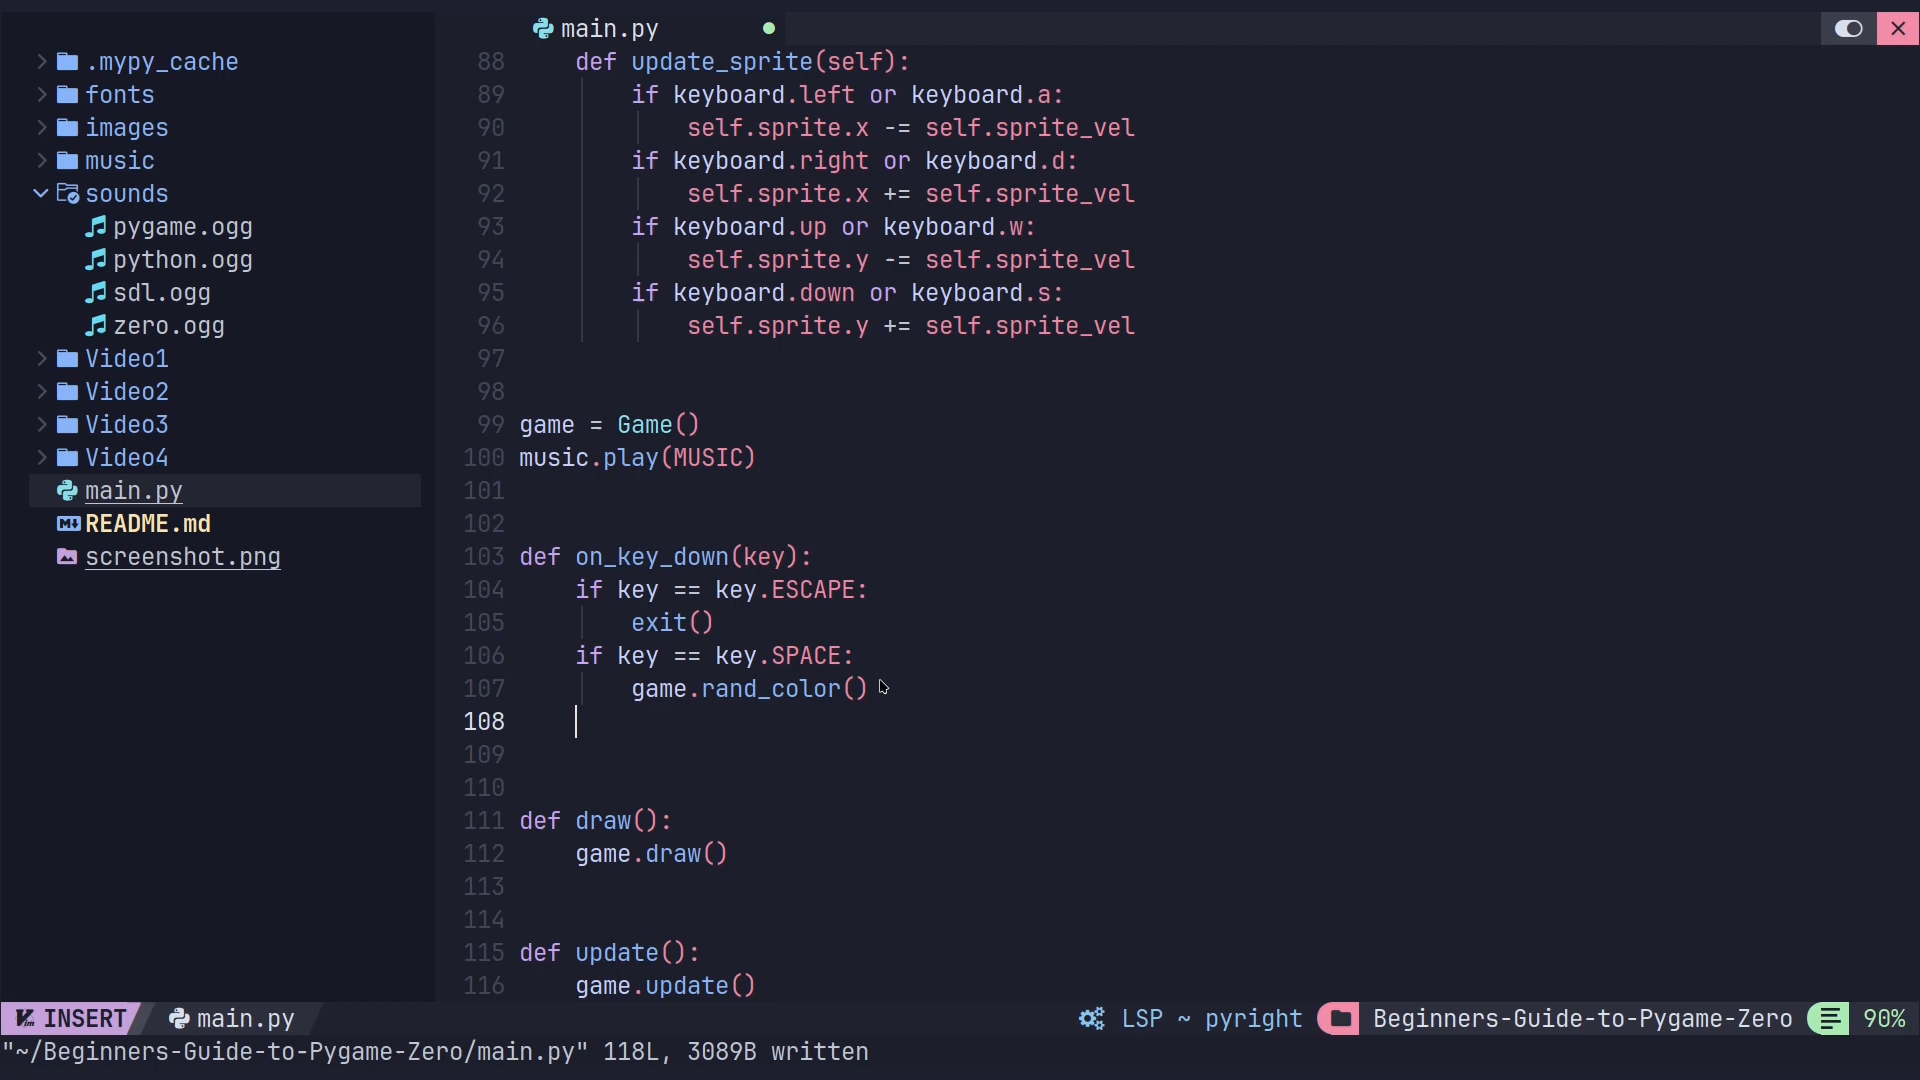 main.py
.mypy_cache
fonts
images
music
sounds
pygame.ogg
python.ogg
sdl.ogg
zero.ogg
Video1
Video2
Video3
Video4
main.py
README.md
screenshot.png
88 def update_sprite(self):
89 if keyboard.left or keyboard.a:
90 self.sprite.x -= self.sprite_vel
91 if keyboard.right or keyboard.d:
92 self.sprite.x += self.sprite_vel
93 if keyboard.up or keyboard.w:
94 self.sprite.y -= self.sprite_vel
95 if keyboard.down or keyboard.s:
96 self.sprite.y += self.sprite_vel
97
98
99 game = Game()
100 music.play(MUSIC)
101
102
103 def on_key_down(key):
104 if key == key.ESCAPE:
105 exit()
106 if key == key.SPACE:
107 game.rand_color()
108
109
110
111 def draw():
112 game.draw()
113
114
115 def update():
116 game.update()
INSERT main.py LSP ~ pyright Beginners-Guide-to-Pygame-Zero 90%
"~/Beginners-Guide-to-Pygame-Zero/main.py" 118L, 3089B written